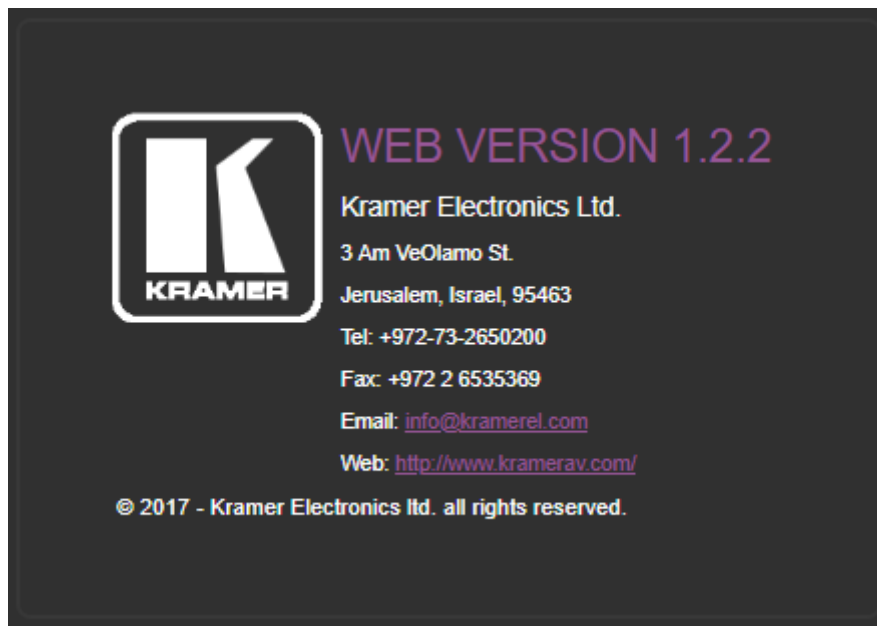 KRAMER
WEB VERSION 1.2.2
Kramer Electronics Ltd.
3 Am VeOlamo St.
Jerusalem, Israel, 95463
Tel: +972-73-2650200
Fax: +972 2 6535369
Email: info@kramerel.com
Web: http://www.kramerav.com/
© 2017 - Kramer Electronics ltd. all rights reserved.